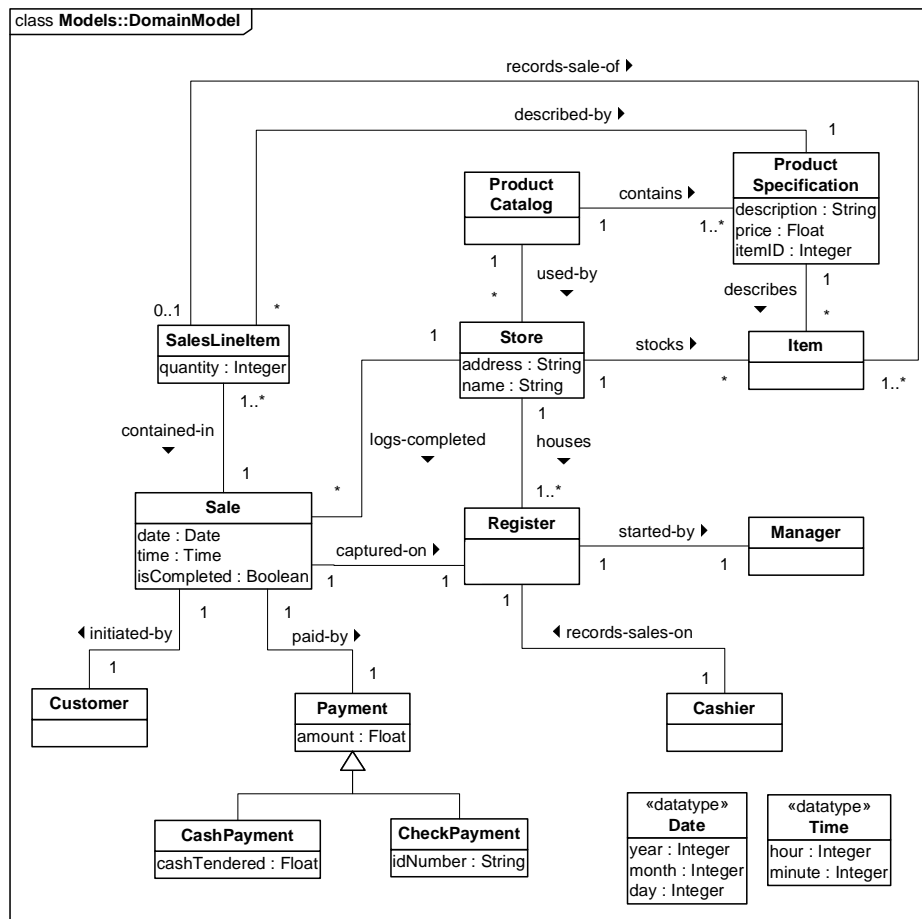 class Models::DomainModel
records-sale-of
described-by
1
Product
Specification
description : String
price : Float
itemID : Integer
Product
Catalog
contains
1
1..*
1
used-by
*
1
describes
*
0..1
*
SalesLineItem
quantity : Integer
1
Store
address : String
name : String
stocks
1
*
Item
1..*
1..*
contained-in
1
logs-completed
*
1
houses
1..*
Sale
date : Date
time : Time
isCompleted : Boolean
captured-on
1
1
Register
started-by
1
1
Manager
1
initiated-by
1
1
paid-by
1
1
records-sales-on
1
Customer
Payment
amount : Float
Cashier
CashPayment
cashTendered : Float
CheckPayment
idNumber : String
«datatype»
Date
year : Integer
month : Integer
day : Integer
«datatype»
Time
hour : Integer
minute : Integer